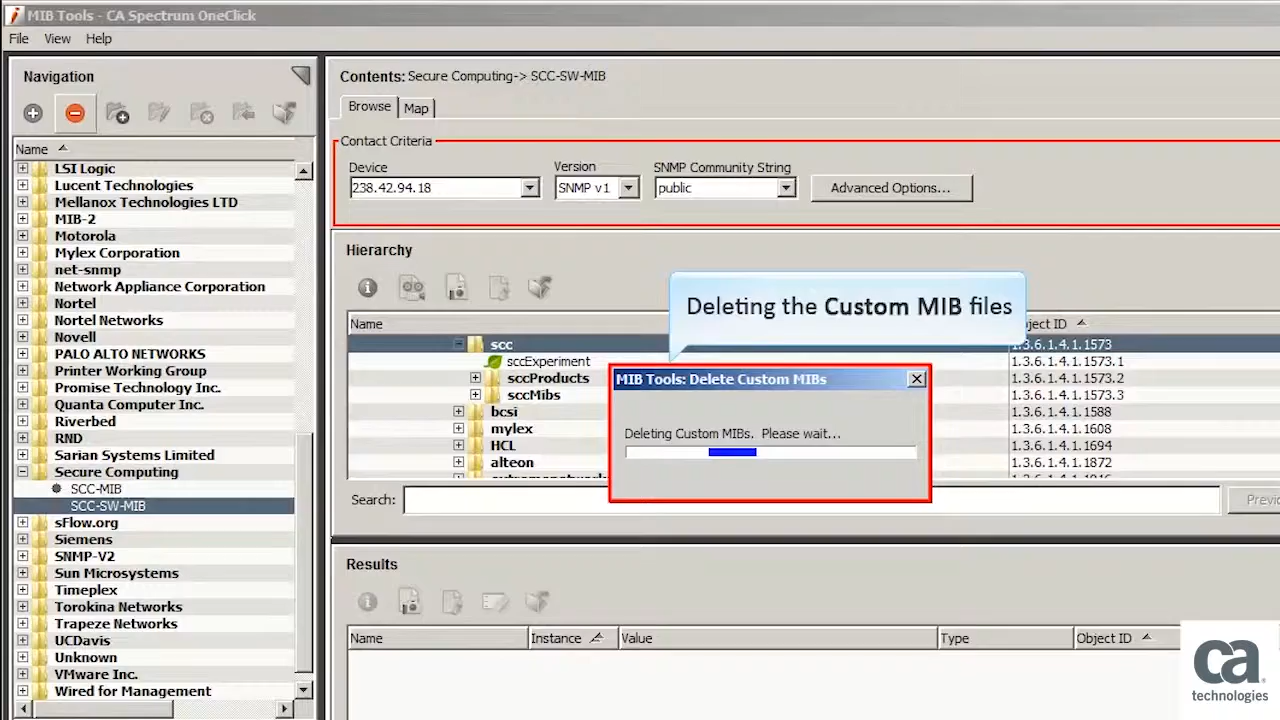 MIB Tools - CA Spectrum OneClick
File View Help
Navigation
Name
LSI Logic
Lucent Technologies
Mellanox Technologies LTD
MIB-2
Motorola
Mylex Corporation
net-snmp
Network Appliance Corporation
Nortel
Nortel Networks
Novell
PALO ALTO NETWORKS
Printer Working Group
Promise Technology Inc.
Quanta Computer Inc.
Riverbed
RND
Sarian Systems Limited
Secure Computing
SCC-MIB
SCC-SW-MIB
sFlow.org
Siemens
SNMP-V2
Sun Microsystems
Timeplex
Torokina Networks
Trapeze Networks
UCDavis
Unknown
VMware Inc.
Wired for Management
Contents: Secure Computing-> SCC-SW-MIB
Browse Map
Contact Criteria
Device Version SNMP Community String
238.42.94.18 SNMP v1 public Advanced Options...
Hierarchy
Deleting the Custom MIB files
Name ject ID
scc 1.3.6.1.4.1.1573
sccExperiment 1.3.6.1.4.1.1573.1
sccProducts 1.3.6.1.4.1.1573.2
sccMibs 1.3.6.1.4.1.1573.3
bcsi 1.3.6.1.4.1.1588
mylex 1.3.6.1.4.1.1608
HCL 1.3.6.1.4.1.1694
alteon 1.3.6.1.4.1.1872
MIB Tools: Delete Custom MIBs
Deleting Custom MIBs. Please wait...
Search: Previo
Results
Name Instance Value Type Object ID
ca
technologies